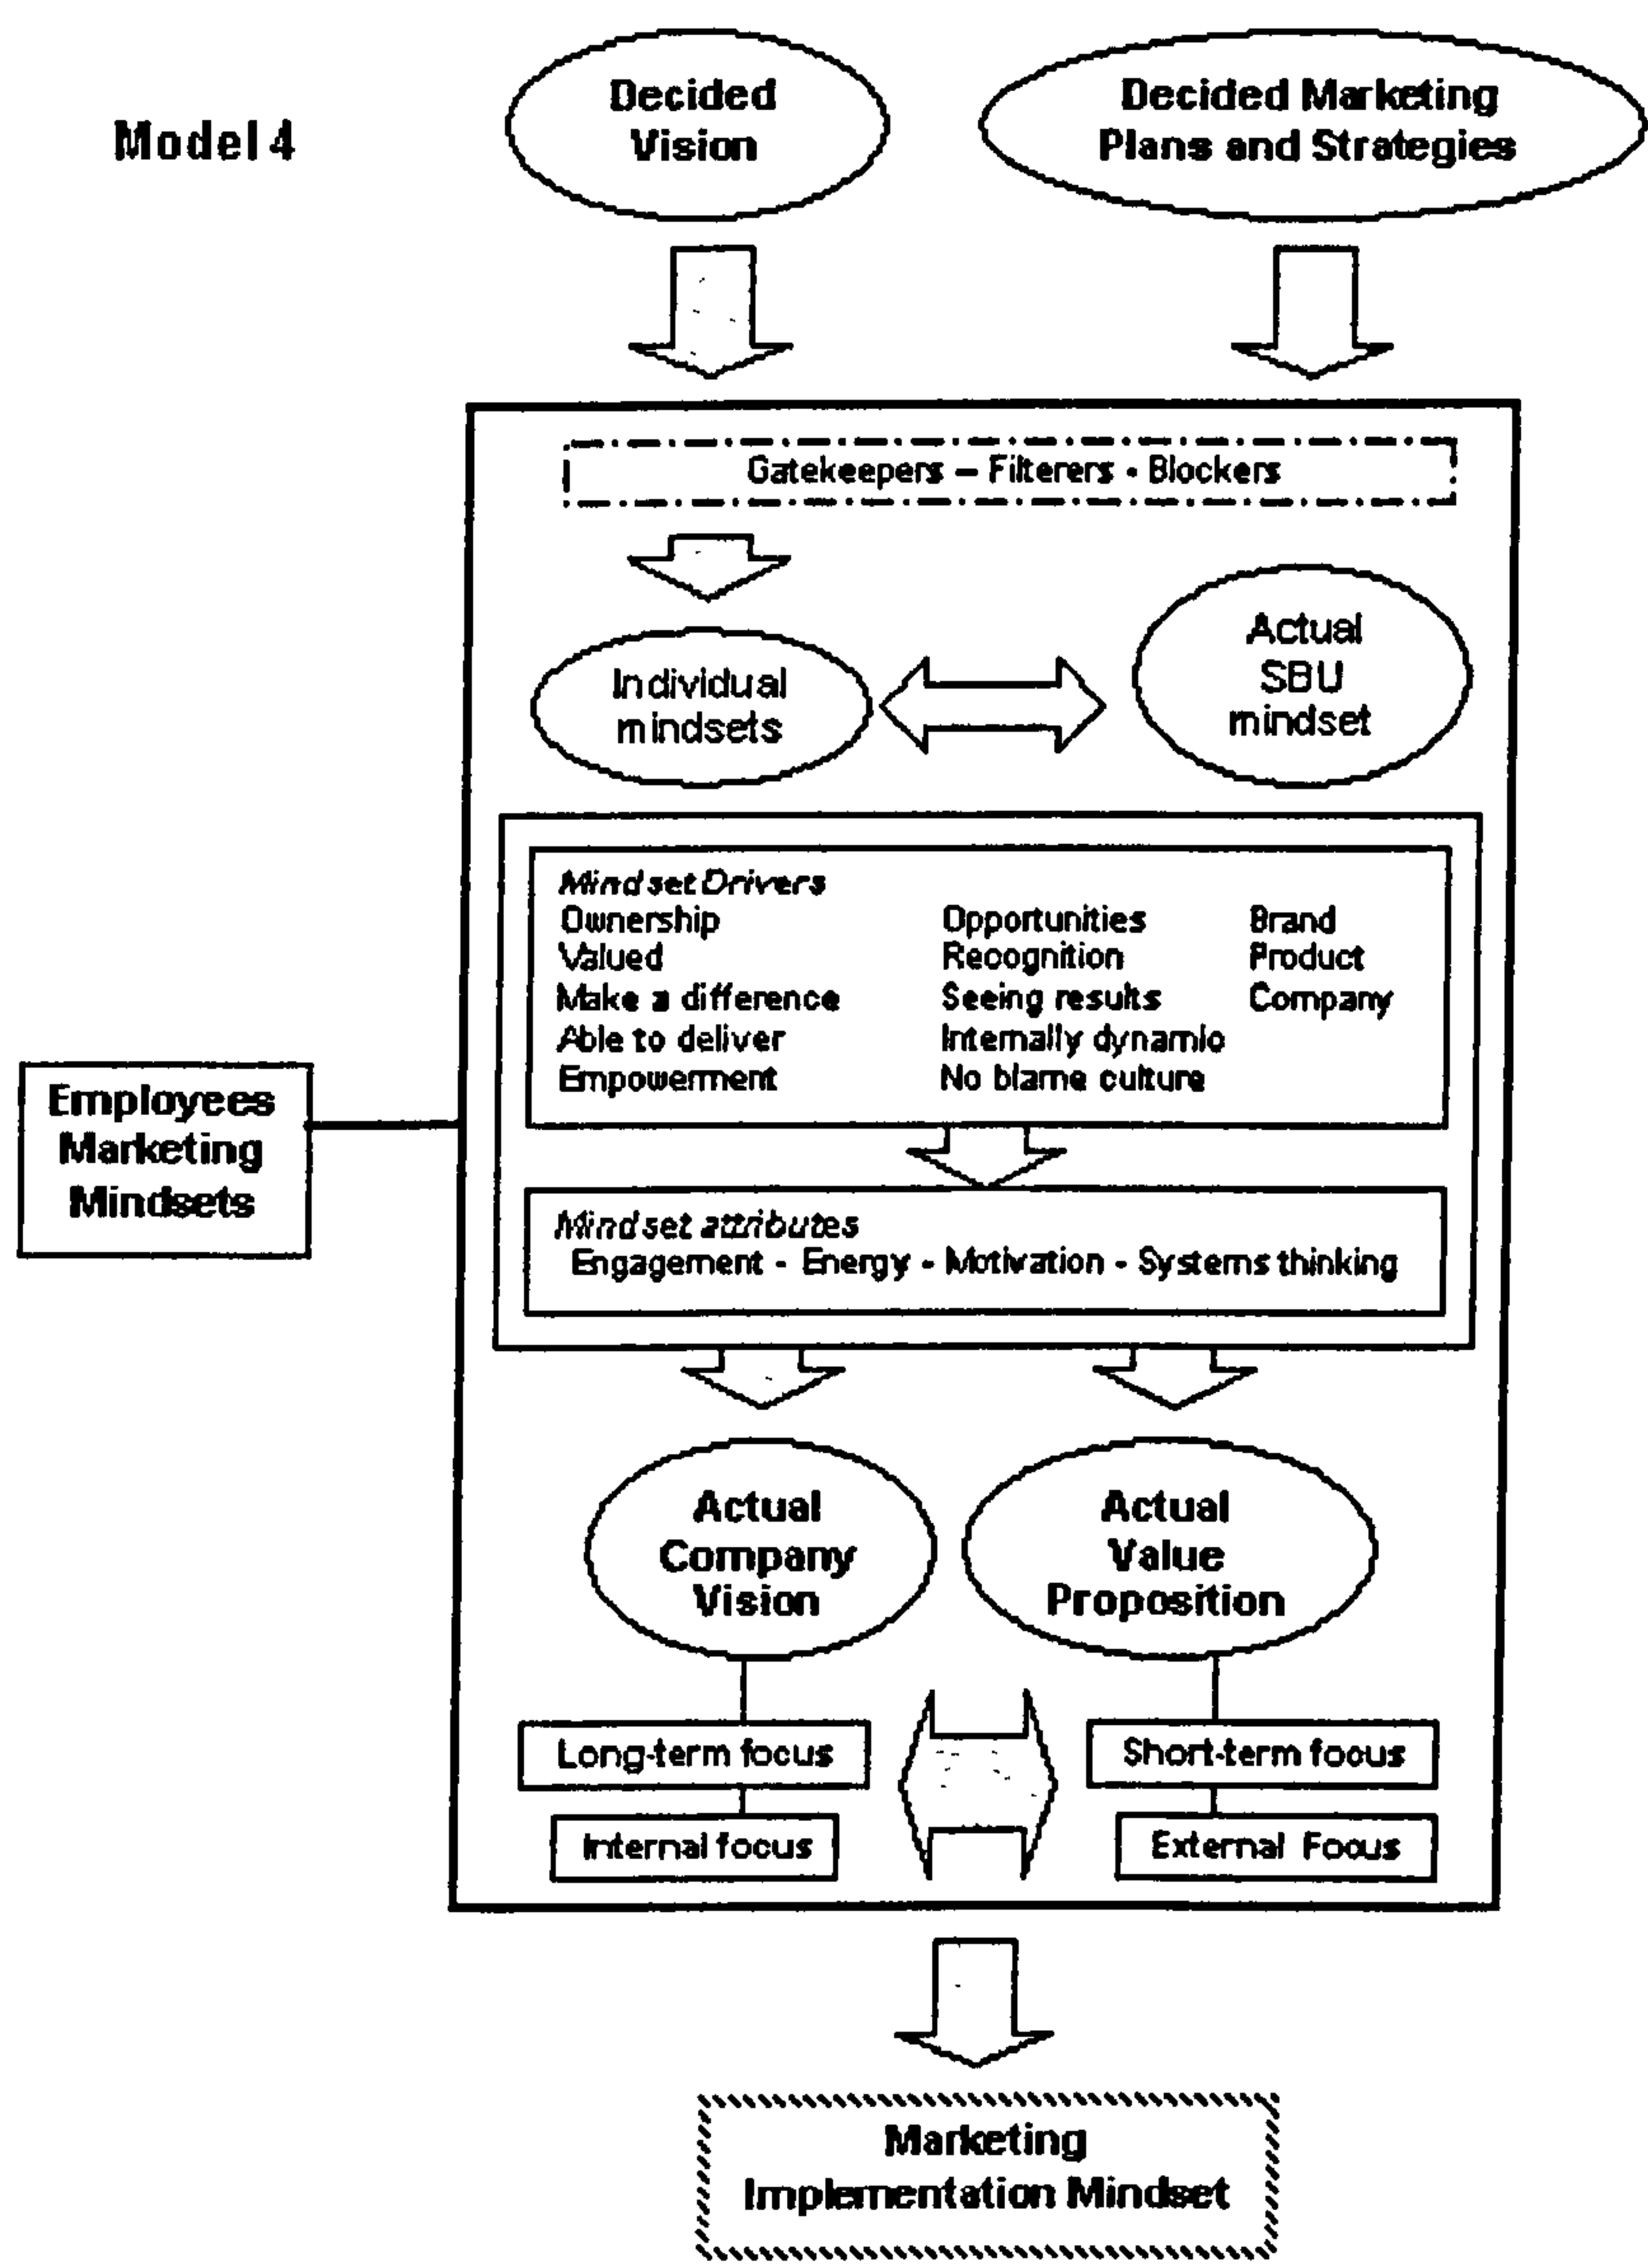 Model 4
Decided
Vision
Decided Marketing
Plans and Strategies
Gatekeepers – Filterers - Blockers
Individual
mindsets
Actual
SBU
mindset
Mindset Drivers
Ownership
Valued
Make a difference
Able to deliver
Empowerment
Opportunities
Recognition
Seeing results
Internally dynamic
No blame culture
Brand
Product
Company
Employees
Marketing
Mindsets
Mindset attributes
Engagement - Energy - Motivation - Systems thinking
Actual
Company
Vision
Actual
Value
Proposition
Long-term focus
Internal focus
Short-term focus
External Focus
Marketing
Implementation Mindset